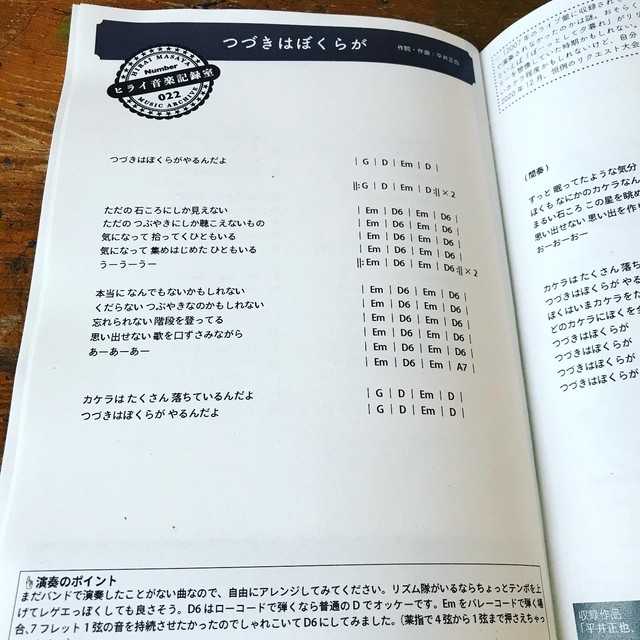 つづきはぼくらが
作詞・作曲：平井正也
HIRAI MASAYA
Number
ヒライ音楽記録室
022
MUSIC ARCHIVE
つづきはぼくらがやるんだよ | G | D | Em | D |
||: G | D | Em | D :|| × 2
ただの 石ころにしか見えない | Em | D6 | Em | D6 |
ただの つぶやきにしか聴こえないもの | Em | D6 | Em | D6 |
気になって 拾ってくひともいる | Em | D6 | Em | D6 |
気になって 集めはじめた ひともいる | Em | D6 | Em | D6 |
うーうーうー ||: Em | D6 | Em | D6 :|| × 2
本当に なんでもないかもしれない | Em | D6 | Em | D6 |
くだらない つぶやきなのかもしれない | Em | D6 | Em | D6 |
忘れられない 階段を登ってる | Em | D6 | Em | D6 |
思い出せない 歌を口ずさみながら | Em | D6 | Em | D6 |
あーあーあー | Em | D6 | Em | D6 |
| Em | D6 | Em | A7 |
カケラは たくさん 落ちているんだよ | G | D | Em | D |
つづきはぼくらが やるんだよ | G | D | Em | D |
演奏のポイント
まだバンドで演奏したことがない曲なので、自由にアレンジしてみてください。リズム隊がいるならちょっとテンポを上
げてレゲエっぽくしても良さそう。D6 はローコードで弾くなら普通の D でオッケーです。Em をバレーコードで弾く場
合、7 フレット 1 弦の音を持続させたかったのでしゃれこいて D6 にしてみました。（薬指で 4 弦から 1 弦まで押さえちゃっ
(間奏)
ずっと 眠ってたような気分
ぼくも なにかのカケラなん
まるい石ころ この星を眺め
思い出せない 思い出を作り
おーおーおー
カケラは たくさん 落ち
つづきはぼくらが やる
ぼくはいまカケラをた
どのカケラにぼくを
つづきはぼくらが
つづきはぼくらが
つづきはぼくらが
つづきはぼくらが
収録作品
「平井正也